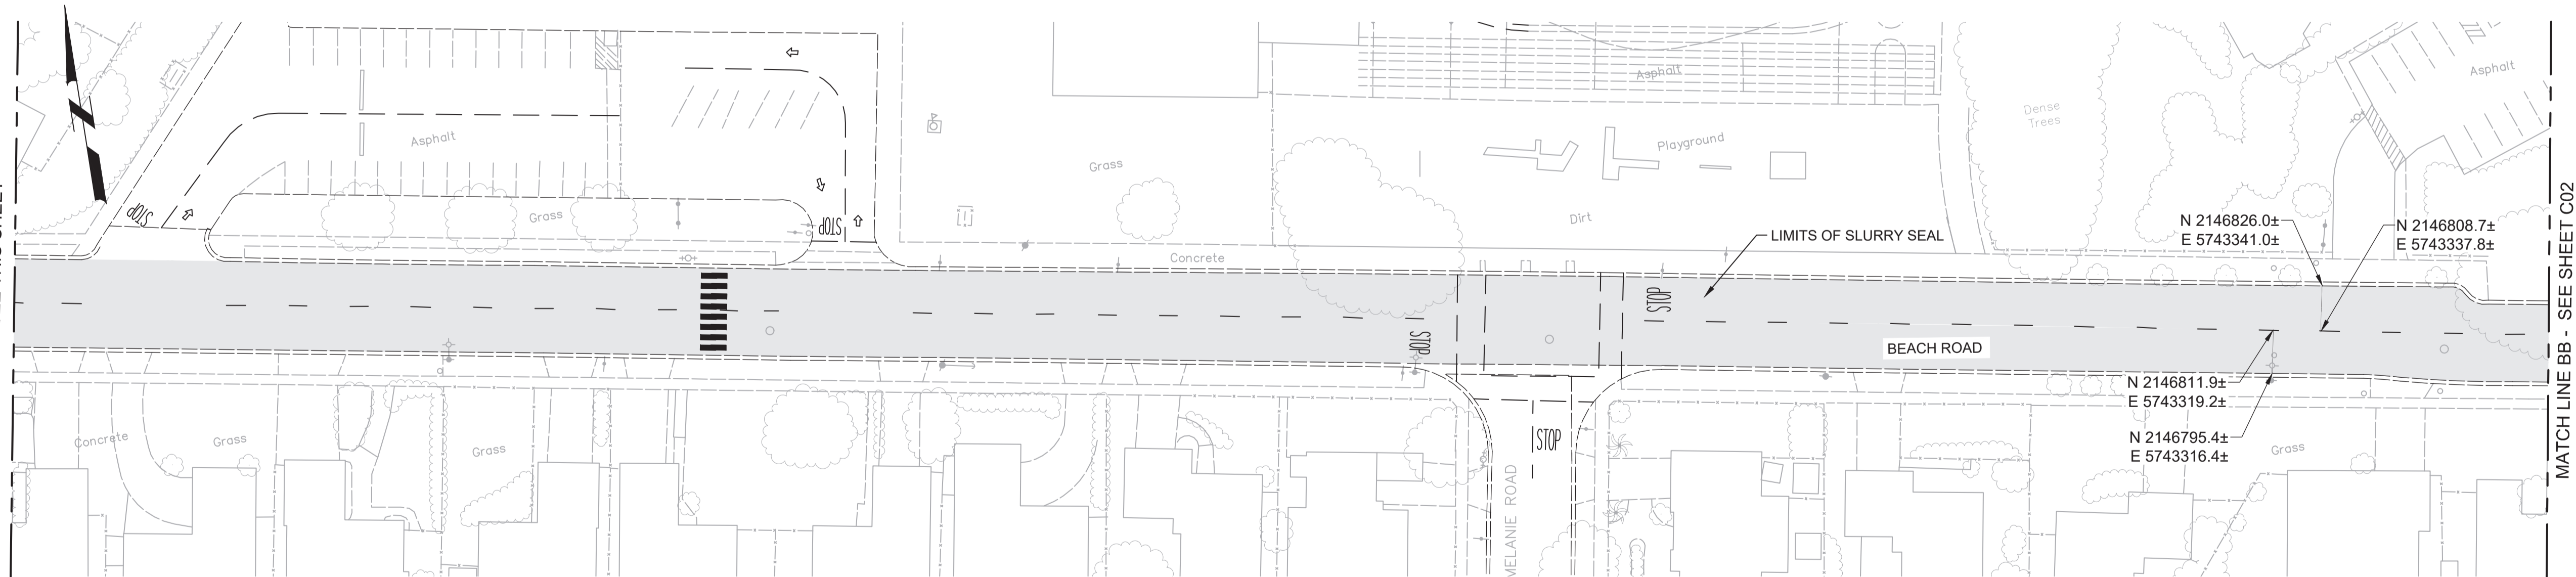 Asphalt
Asphalt
Asphalt
Dense
Trees
Grass
Playground
STOP
Grass
STOP
Dirt
N 2146826.0±
E 5743341.0±
N 2146808.7±
E 5743337.8±
LIMITS OF SLURRY SEAL
Concrete
STOP
STOP
BEACH ROAD
N 2146811.9±
E 5743319.2±
N 2146795.4±
E 5743316.4±
Concrete
Grass
Grass
STOP
Grass
MELANIE ROAD
MATCH LINE BB - SEE SHEET C02